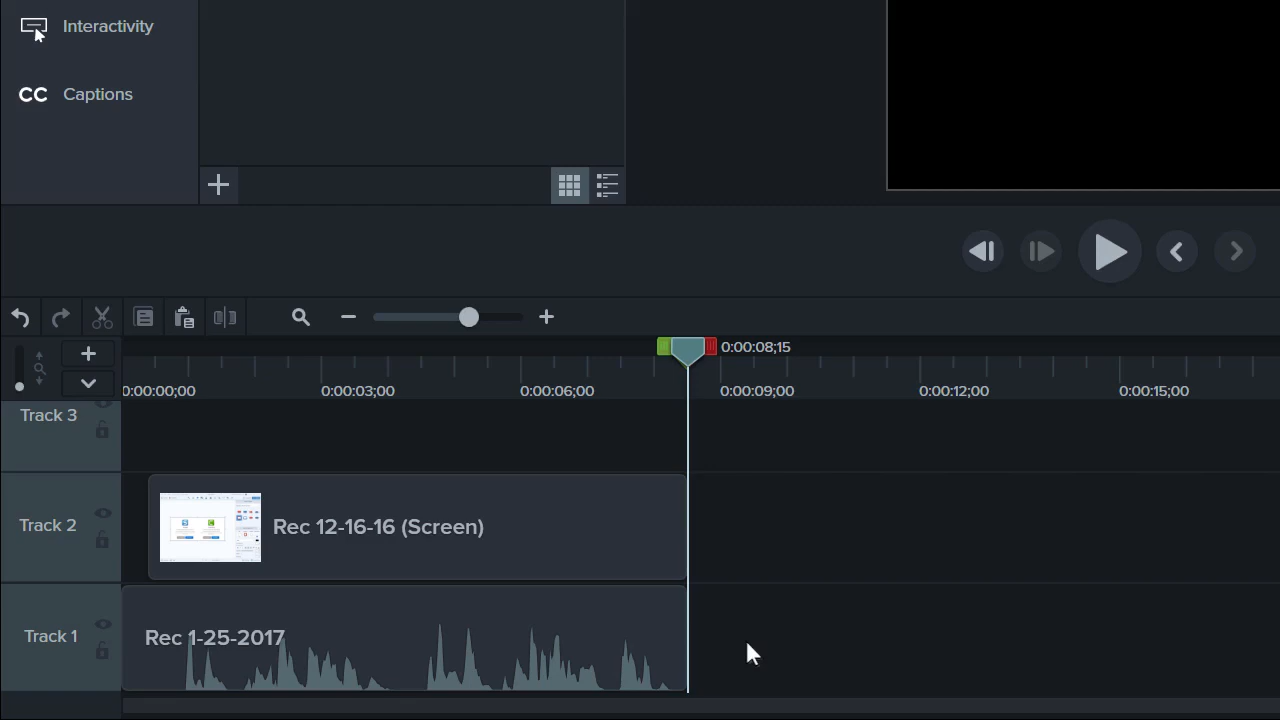 Interactivity
CC Captions
0:00:08;15
0:00:00;00 0:00:03;00 0:00:06;00 0:00:09;00 0:00:12;00 0:00:15;00
Track 3
Track 2
Rec 12-16-16 (Screen)
Track 1
Rec 1-25-2017